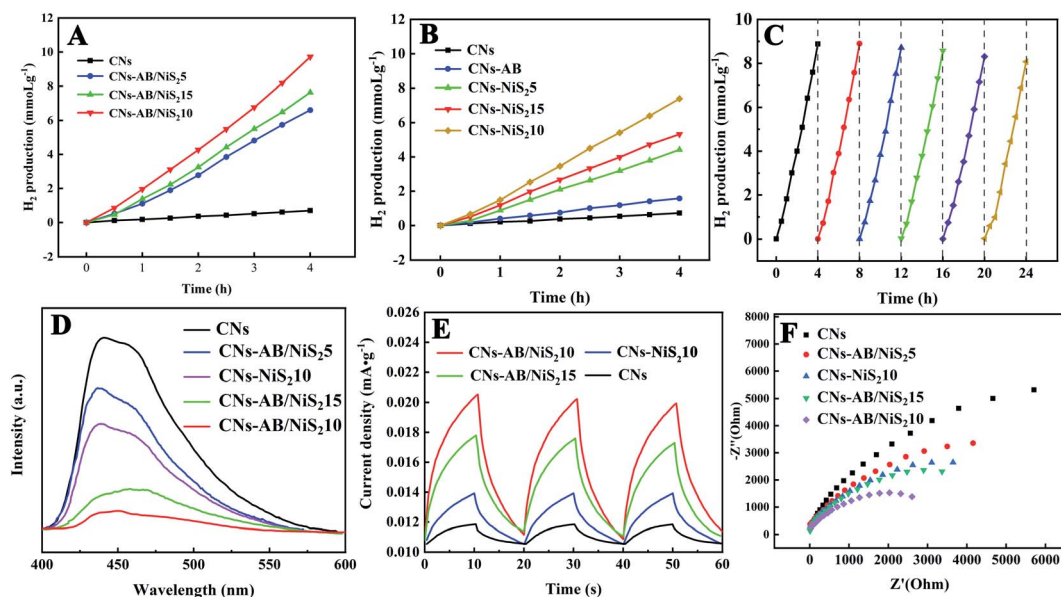 A
CNs
CNs-AB/NiS₂5
CNs-AB/NiS₂15
CNs-AB/NiS₂10
H₂ production (mmoLg⁻¹)
12
10
8
6
4
2
0
-2
0 1 2 3 4
Time (h)
B
CNs
CNs-AB
CNs-NiS₂5
CNs-NiS₂15
CNs-NiS₂10
H₂ production (mmoLg⁻¹)
12
10
8
6
4
2
0
-2
0 1 2 3 4
Time (h)
C
H₂ production (mmoLg⁻¹)
10
8
6
4
2
0
0 4 8 12 16 20 24
Time (h)
D
CNs
CNs-AB/NiS₂5
CNs-NiS₂10
CNs-AB/NiS₂15
CNs-AB/NiS₂10
Intensity (a.u.)
400 450 500 550 600
Wavelength (nm)
E
CNs-AB/NiS₂10 CNs-NiS₂10
CNs-AB/NiS₂15 CNs
Current density (mA•g⁻¹)
0.026
0.024
0.022
0.020
0.018
0.016
0.014
0.012
0.010
0 10 20 30 40 50 60
Time (s)
F
CNs
CNs-AB/NiS₂5
CNs-NiS₂10
CNs-AB/NiS₂15
CNs-AB/NiS₂10
-Z''(Ohm)
8000
7000
6000
5000
4000
3000
2000
1000
0
0 1000 2000 3000 4000 5000 6000
Z'(Ohm)